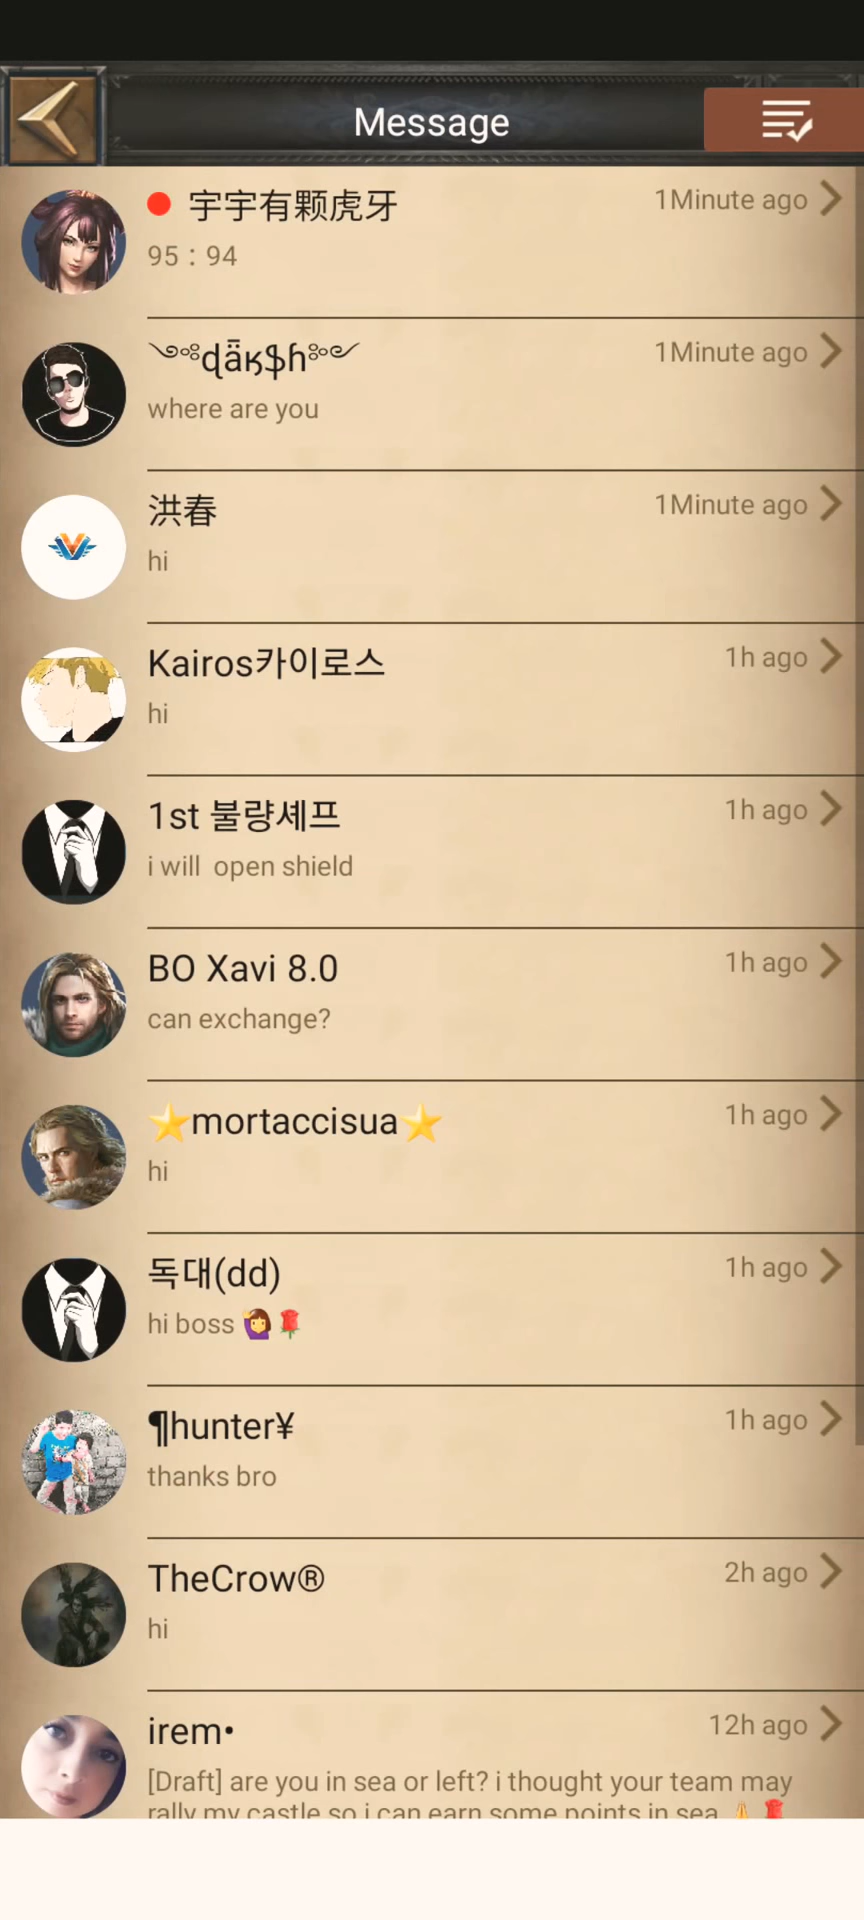 Message
宇宇有颗虎牙
1Minute ago
95 : 94
༺ɖǟӄ$ɦ༻
1Minute ago
where are you
洪春
1Minute ago
hi
Kairos카이로스
1h ago
hi
1st 불량셰프
1h ago
i will  open shield
BO Xavi 8.0
1h ago
can exchange?
⭐mortaccisua⭐
1h ago
hi
독대(dd)
1h ago
hi boss 🙋‍♀️🌹
¶hunter¥
1h ago
thanks bro
TheCrow®
2h ago
hi
irem•
12h ago
[Draft] are you in sea or left? i thought your team may
rally my castle so i can earn some points in sea 🙏🌹